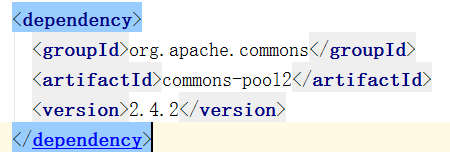 <dependency>
<groupId>org.apache.commons</groupId>
<artifactId>commons-pool2</artifactId>
<version>2.4.2</version>
</dependency>